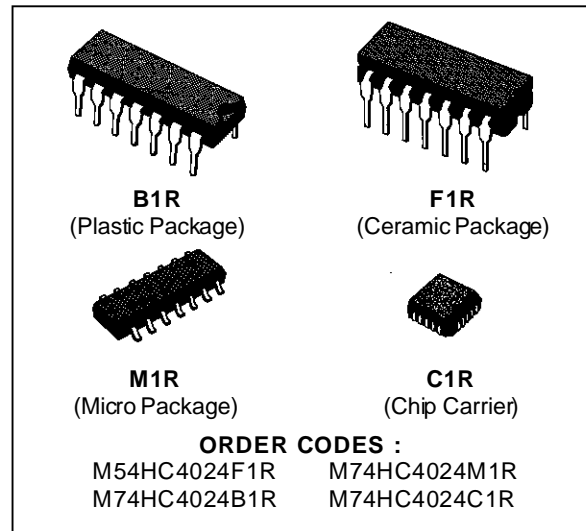 B1R
(Plastic Package)
F1R
(Ceramic Package)
M1R
(Micro Package)
C1R
(Chip Carrier)
ORDER CODES :
M54HC4024F1R M74HC4024M1R
M74HC4024B1R M74HC4024C1R